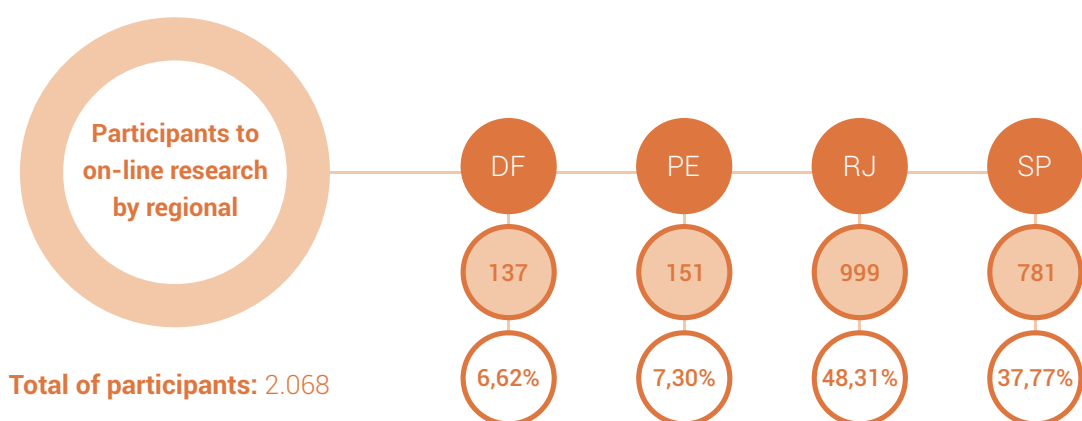 Participants to
on-line research
by regional
DF
PE
RJ
SP
137
151
999
781
6,62%
7,30%
48,31%
37,77%
Total of participants: 2.068